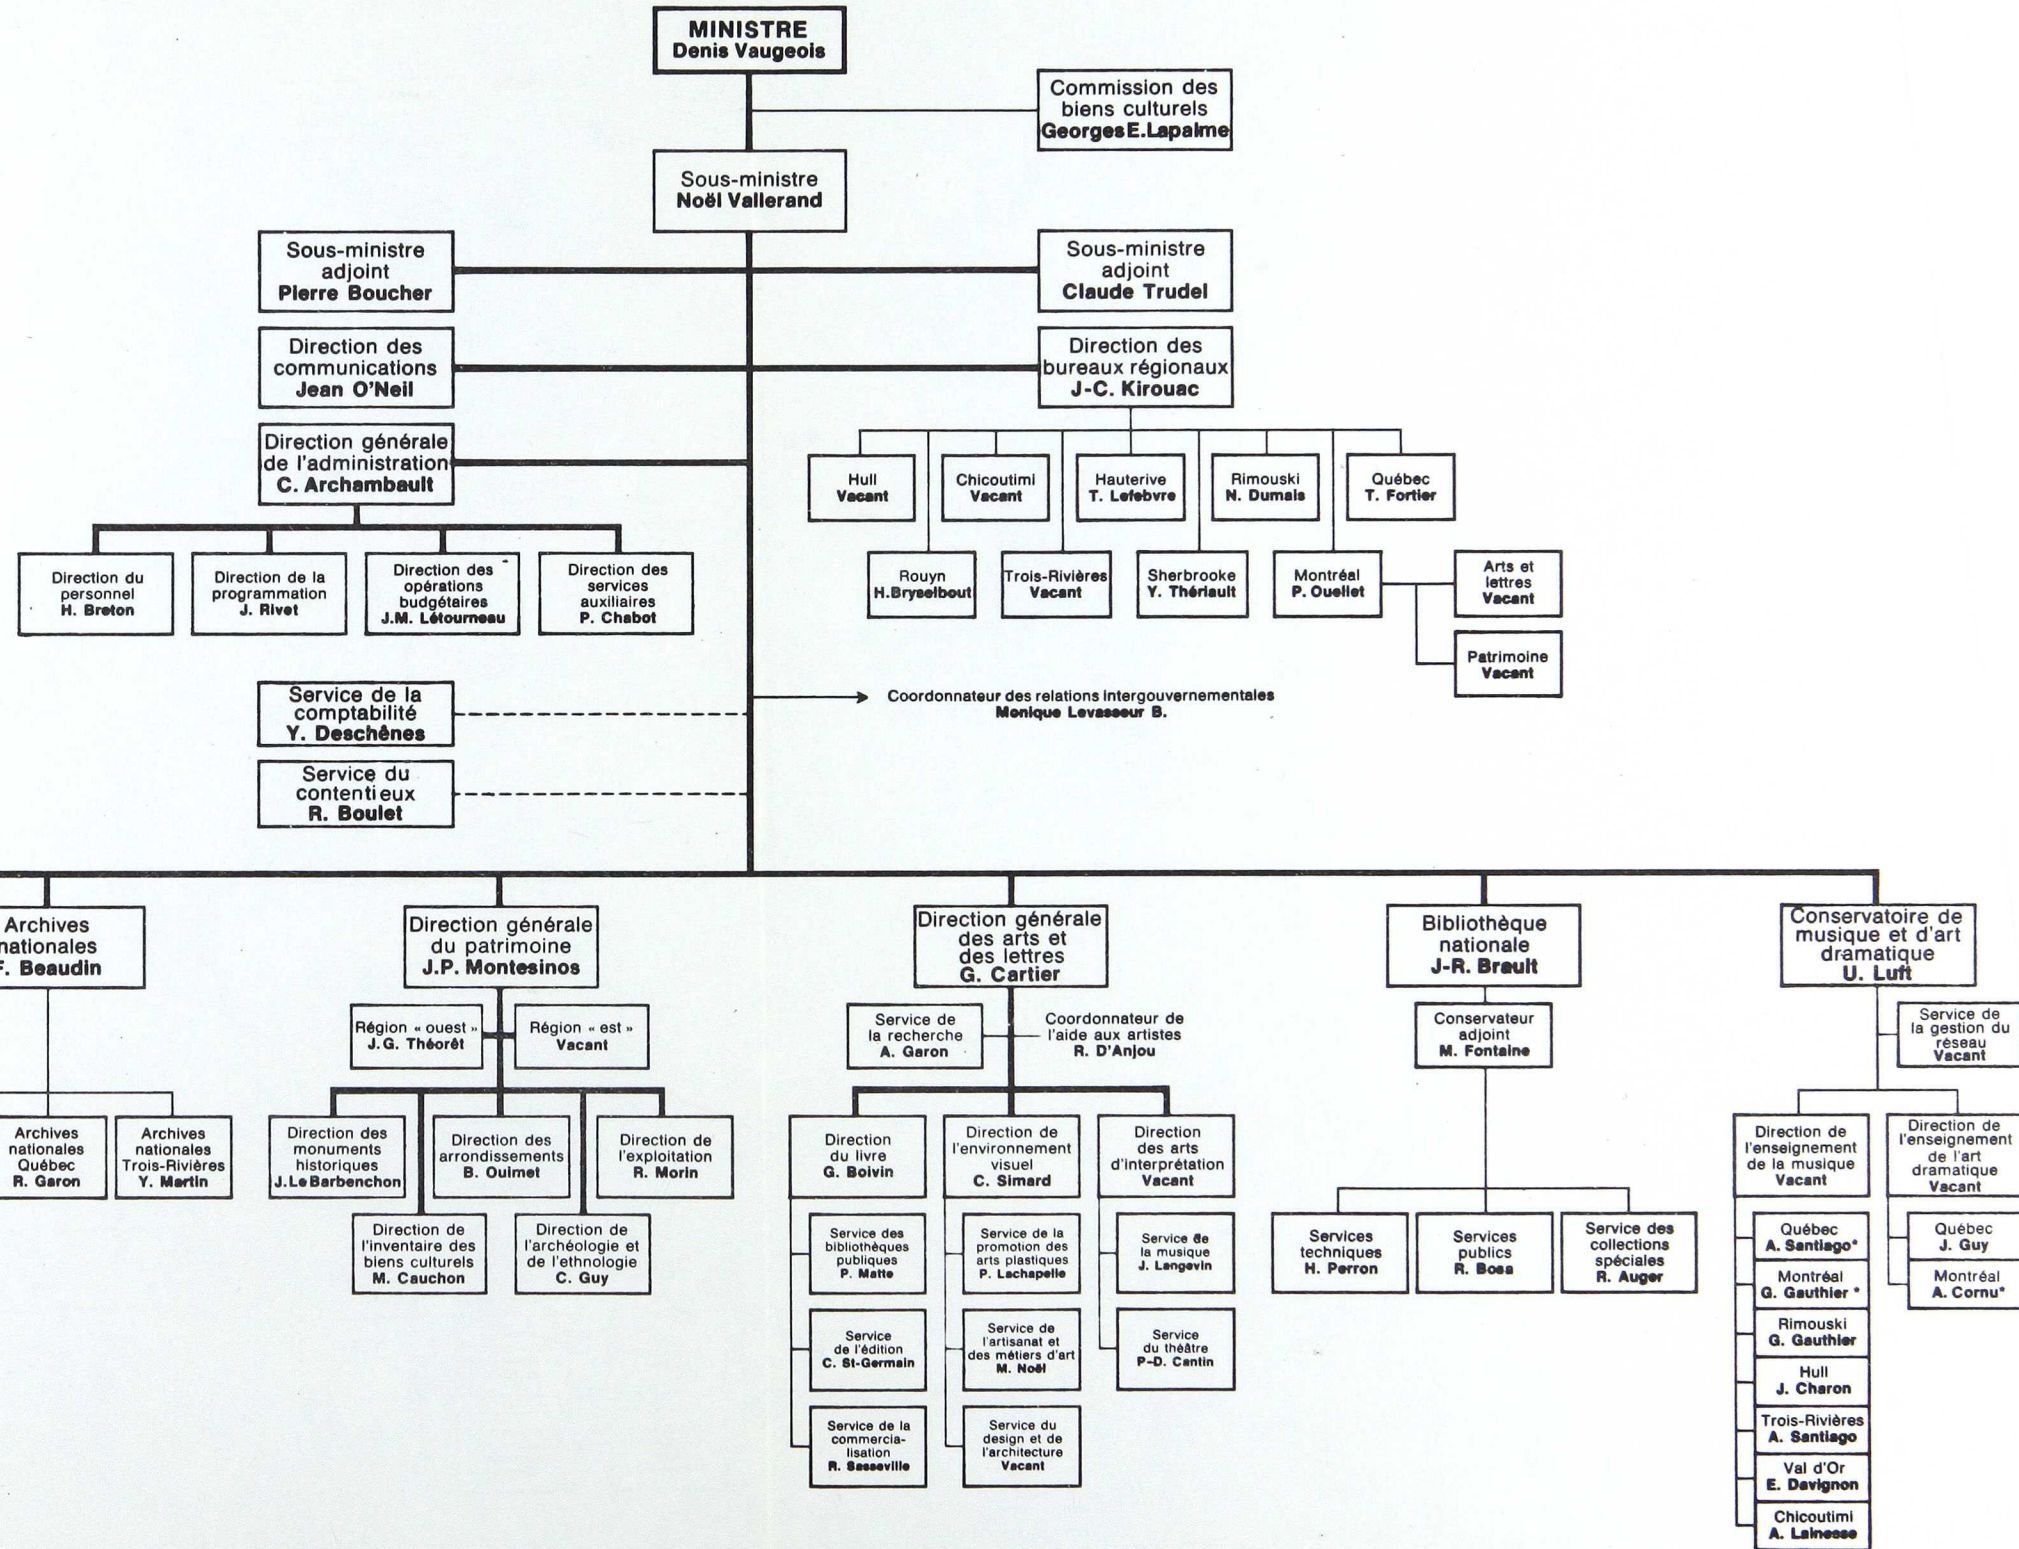 MINISTRE
Denis Vaugeois
Commission des
biens culturels
Georges E.Lapalme
Sous-ministre
Noël Vallerand
Sous-ministre
adjoint
Pierre Boucher
Sous-ministre
adjoint
Claude Trudel
Direction des
communications
Jean O'Neil
Direction des
bureaux régionaux
J-C. Kirouac
Direction générale
de l'administration
C. Archambault
Hull
Vacant
Chicoutimi
Vacant
Hauterive
T. Lefebvre
Rimouski
N. Dumais
Québec
T. Fortier
Direction du
personnel
H. Breton
Direction de la
programmation
J. Rivet
Direction des
opérations
budgétaires
J.M. Létourneau
Direction des
services
auxiliaires
P. Chabot
Rouyn
H.Bryselbout
Trois-Rivières
Vacant
Sherbrooke
Y. Thériault
Montréal
P. Ouellet
Arts et
lettres
Vacant
Patrimoine
Vacant
Service de la
comptabilité
Y. Deschênes
Coordonnateur des relations intergouvernementales
Monique Levasseur B.
Service du
contentieux
R. Boulet
Archives
nationales
F. Beaudin
Direction générale
du patrimoine
J.P. Montesinos
Direction générale
des arts et
des lettres
G. Cartier
Bibliothèque
nationale
J-R. Brault
Conservatoire de
musique et d'art
dramatique
U. Luft
Région « ouest »
J.G. Théorêt
Région « est »
Vacant
Service de
la recherche
A. Garon
Coordonnateur de
l'aide aux artistes
R. D'Anjou
Conservateur
adjoint
M. Fontaine
Service de
la gestion du
réseau
Vacant
Archives
nationales
Québec
R. Garon
Archives
nationales
Trois-Rivières
Y. Martin
Direction des
monuments
historiques
J.Le Barbenchon
Direction des
arrondissements
B. Ouimet
Direction de
l'exploitation
R. Morin
Direction de
l'inventaire des
biens culturels
M. Cauchon
Direction de
l'archéologie et
de l'ethnologie
C. Guy
Direction
du livre
G. Boivin
Direction de
l'environnement
visuel
C. Simard
Direction
des arts
d'interprétation
Vacant
Service des
bibliothèques
publiques
P. Matte
Service de la
promotion des
arts plastiques
P. Lachapelle
Service de
la musique
J. Langevin
Service
de l'édition
C. St-Germain
Service de
l'artisanat et
des métiers d'art
M. Noël
Service
du théâtre
P-D. Cantin
Service de la
commercia-
lisation
R. Sasseville
Service du
design et de
l'architecture
Vacant
Services
techniques
H. Perron
Services
publics
R. Bosa
Service des
collections
spéciales
R. Auger
Direction de
l'enseignement
de la musique
Vacant
Direction de
l'enseignement
de l'art
dramatique
Vacant
Québec
A. Santiago*
Montréal
G. Gauthier *
Rimouski
G. Gauthier
Hull
J. Charon
Trois-Rivières
A. Santiago
Val d'Or
E. Davignon
Chicoutimi
A. Lainesse
Québec
J. Guy
Montréal
A. Cornu*